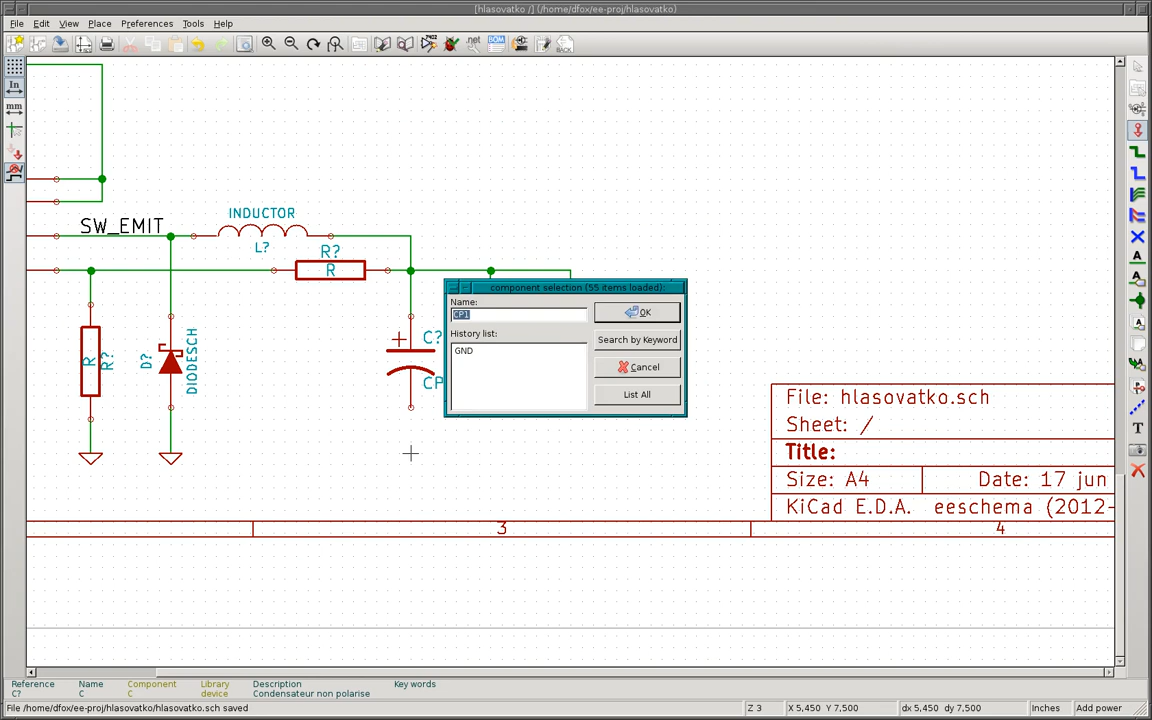 [hlasovatko /] (/home/dfox/ee-proj/hlasovatko)
File Edit View Place Preferences Tools Help
.net
BOM
BACK
In
mm
SW_EMIT
INDUCTOR
L?
R?
R
R
R?
D?
DIODESCH
C?
CP
component selection (55 items loaded):
Name:
CP1
OK
History list:
GND
Search by Keyword
Cancel
List All
File: hlasovatko.sch
Sheet: /
Title:
Size: A4 Date: 17 jun
KiCad E.D.A. eeschema (2012-
3 4
A
A
A
T
Reference Name Component Library Description Key words
C? C C device Condensateur non polarise
File /home/dfox/ee-proj/hlasovatko/hlasovatko.sch saved Z 3 X 5,450 Y 7,500 dx 5,450 dy 7,500 Inches Add power